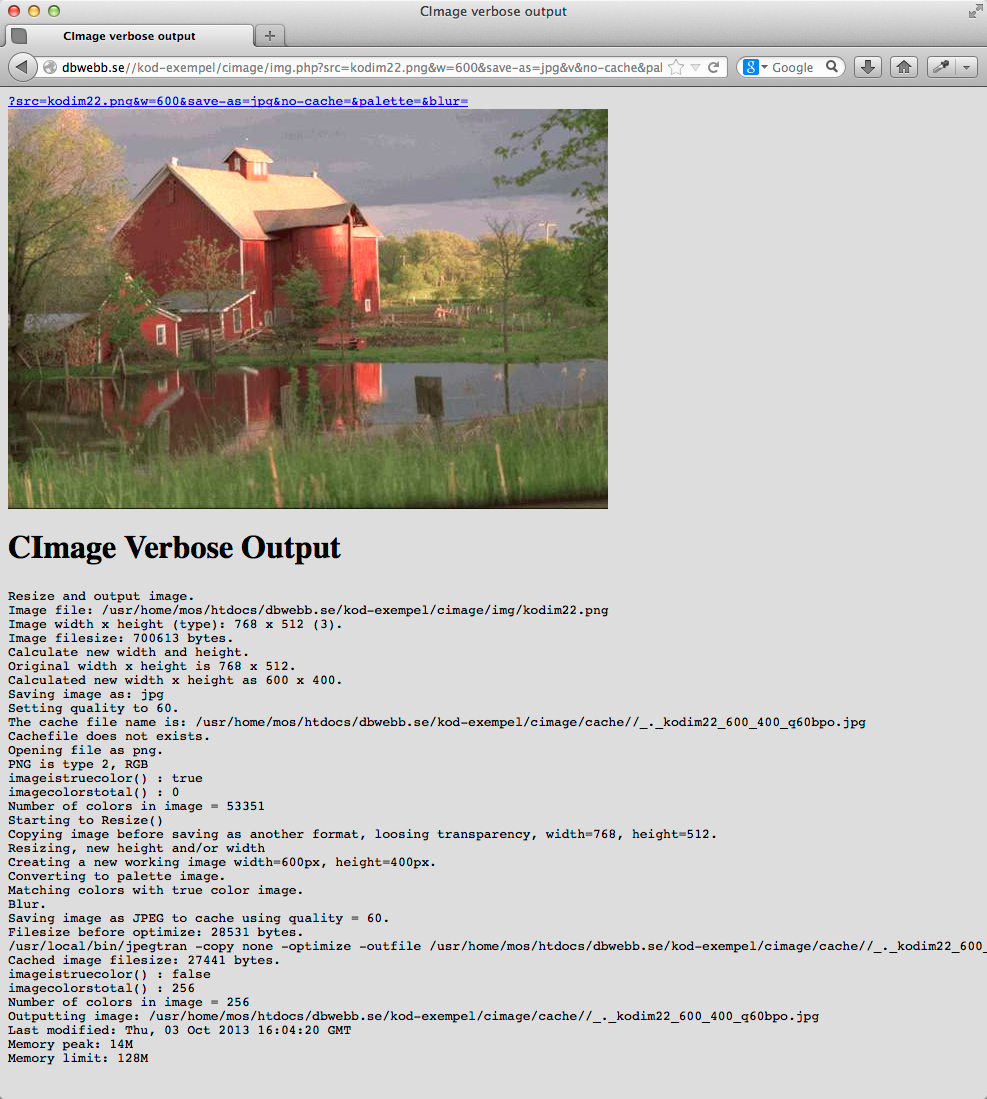 CImage verbose output
CImage verbose output
dbwebb.se//kod-exempel/cimage/img.php?src=kodim22.png&w=600&save-as=jpg&v&no-cache&pal
Google
?src=kodim22.png&w=600&save-as=jpg&no-cache=&palette=&blur=
CImage Verbose Output
Resize and output image.
Image file: /usr/home/mos/htdocs/dbwebb.se/kod-exempel/cimage/img/kodim22.png
Image width x height (type): 768 x 512 (3).
Image filesize: 700613 bytes.
Calculate new width and height.
Original width x height is 768 x 512.
Calculated new width x height as 600 x 400.
Saving image as: jpg
Setting quality to 60.
The cache file name is: /usr/home/mos/htdocs/dbwebb.se/kod-exempel/cimage/cache//_._kodim22_600_400_q60bpo.jpg
Cachefile does not exists.
Opening file as png.
PNG is type 2, RGB
imageistruecolor() : true
imagecolorstotal() : 0
Number of colors in image = 53351
Starting to Resize()
Copying image before saving as another format, loosing transparency, width=768, height=512.
Resizing, new height and/or width
Creating a new working image width=600px, height=400px.
Converting to palette image.
Matching colors with true color image.
Blur.
Saving image as JPEG to cache using quality = 60.
Filesize before optimize: 28531 bytes.
/usr/local/bin/jpegtran -copy none -optimize -outfile /usr/home/mos/htdocs/dbwebb.se/kod-exempel/cimage/cache//_._kodim22_600_
Cached image filesize: 27441 bytes.
imageistruecolor() : false
imagecolorstotal() : 256
Number of colors in image = 256
Outputting image: /usr/home/mos/htdocs/dbwebb.se/kod-exempel/cimage/cache//_._kodim22_600_400_q60bpo.jpg
Last modified: Thu, 03 Oct 2013 16:04:20 GMT
Memory peak: 14M
Memory limit: 128M